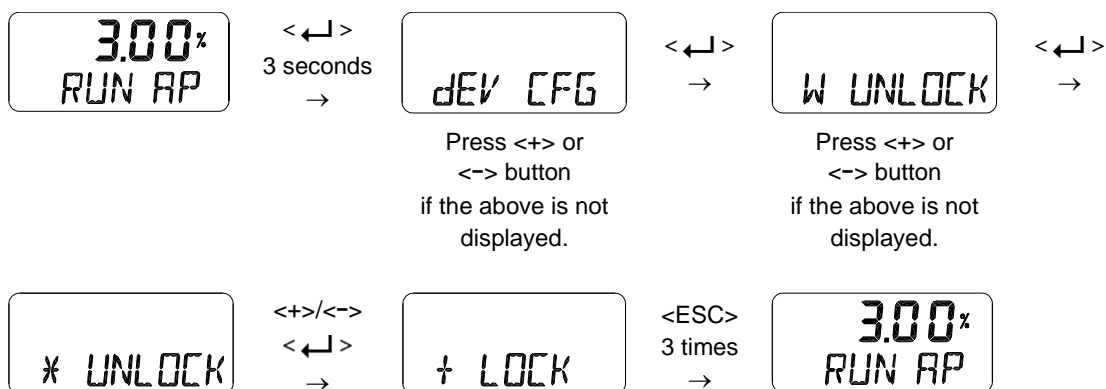 3.00%
RUN AP
< ↵ >
3 seconds
→
dEV CFG
Press <+> or
<-> button
if the above is not
displayed.
< ↵ >
→
W UNLOCK
Press <+> or
<-> button
if the above is not
displayed.
< ↵ >
→
* UNLOCK
<+>/<->
< ↵ >
→
+ LOCK
<ESC>
3 times
→
3.00%
RUN AP